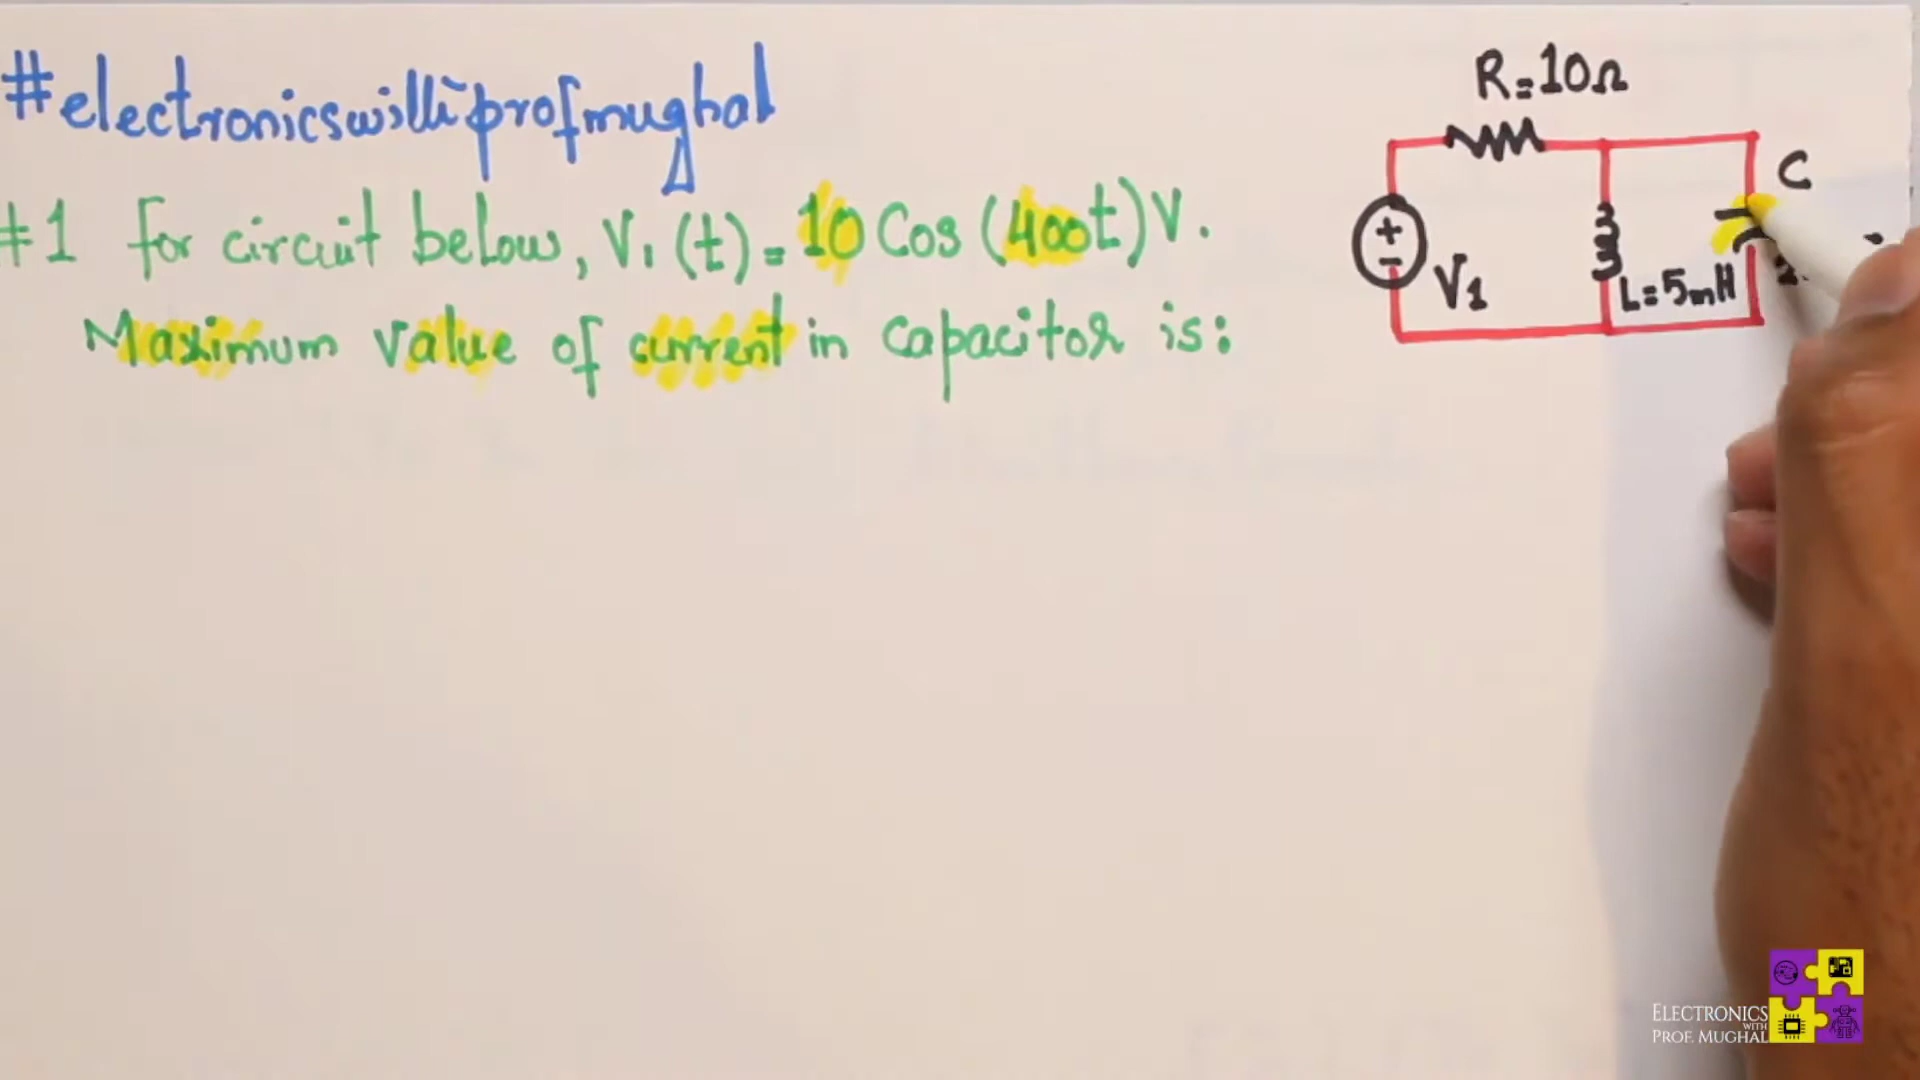 #electronicswithprofmughal
R=10Ω
#1 For circuit below, V₁(t)=10 Cos (400t)V.
Maximum value of current in capacitor is:
C
+
-
V1
L=5mH
ELECTRONICS
WITH
PROF. MUGHAL